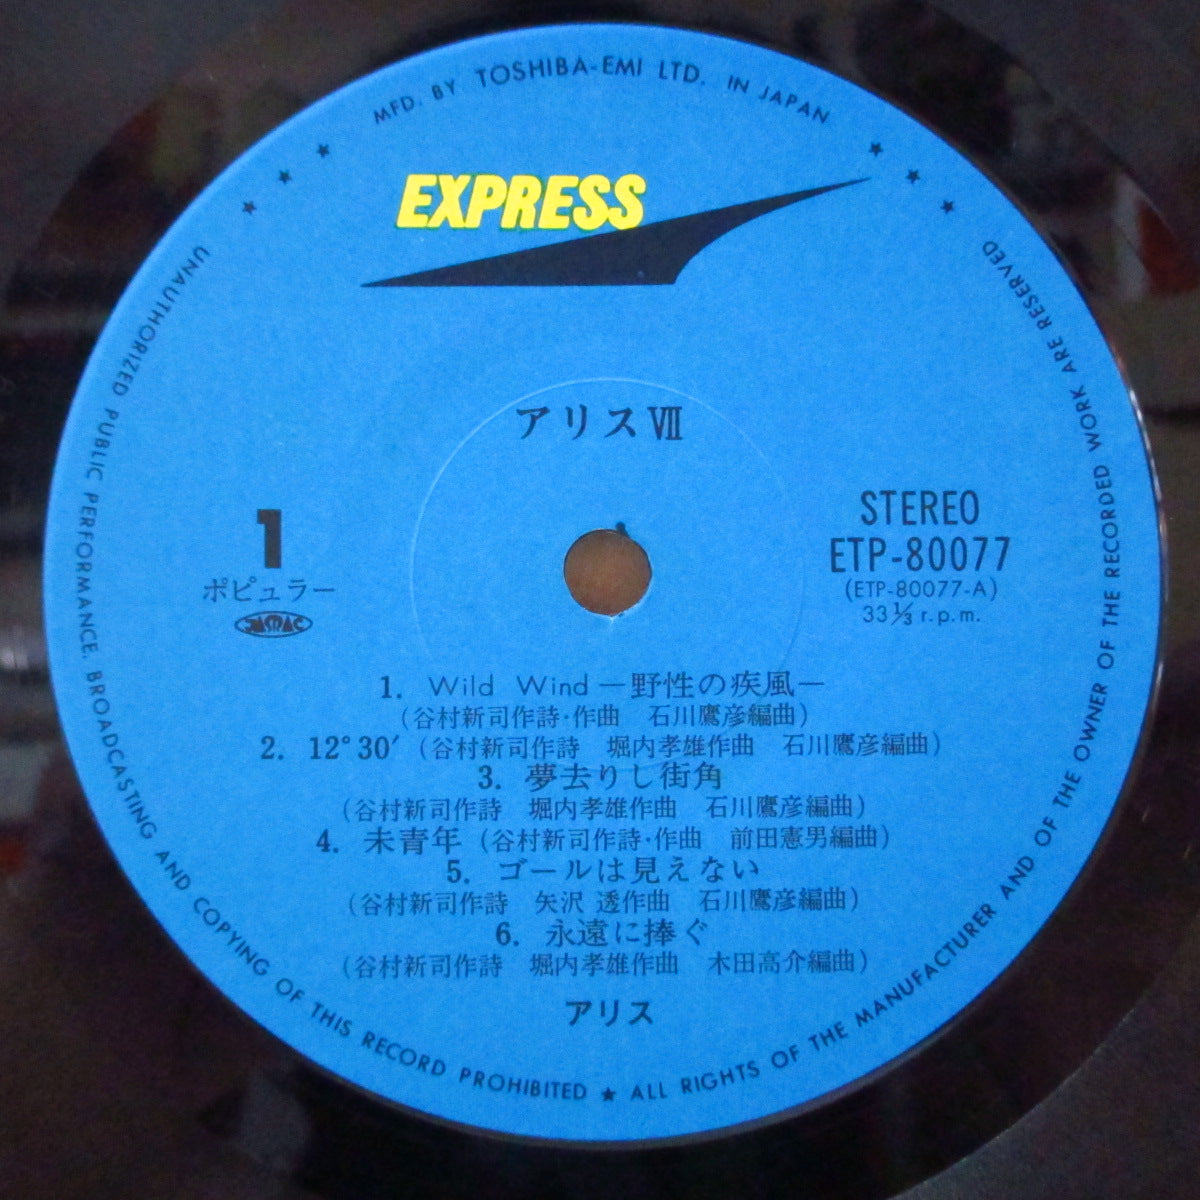 MFD. BY TOSHIBA-EMI LTD. IN JAPAN
EXPRESS
アリスⅦ
1
ポピュラー
JASRAC
STEREO
ETP-80077
(ETP-80077-A)
33⅓ r.p.m.
1. Wild Wind －野性の疾風－
(谷村新司作詩・作曲 石川鷹彦編曲)
2. 12°30′ (谷村新司作詩 堀内孝雄作曲 石川鷹彦編曲)
3. 夢去りし街角
(谷村新司作詩 堀内孝雄作曲 石川鷹彦編曲)
4. 未青年 (谷村新司作詩・作曲 前田憲男編曲)
5. ゴールは見えない
(谷村新司作詩 矢沢 透作曲 石川鷹彦編曲)
6. 永遠に捧ぐ
(谷村新司作詩 堀内孝雄作曲 木田高介編曲)
アリス
UNAUTHORIZED PUBLIC PERFORMANCE. BROADCASTING AND COPYING OF THIS RECORD PROHIBITED ★ ALL RIGHTS OF THE MANUFACTURER AND OF THE OWNER OF THE RECORDED WORK ARE RESERVED